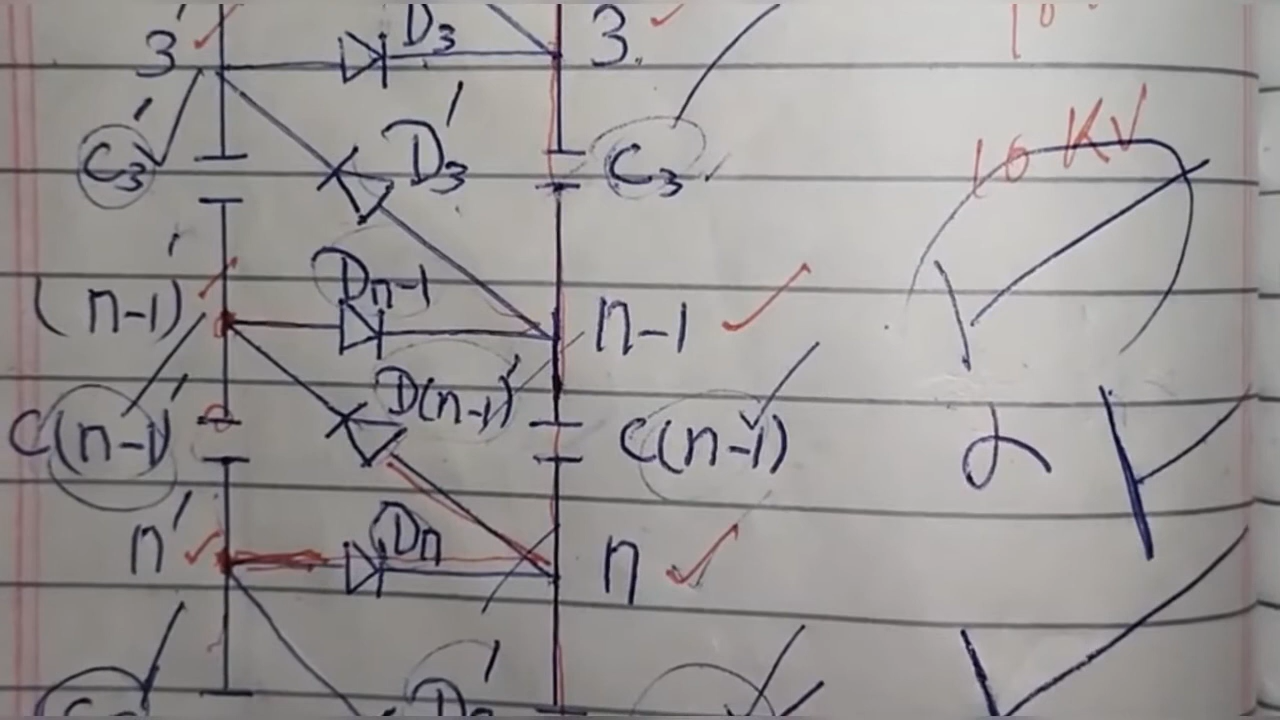 3' D3 3
C3' D3' C3
10 KV
(n-1)' Dn-1 n-1
C(n-1)' D(n-1)' C(n-1)
n' Dn n